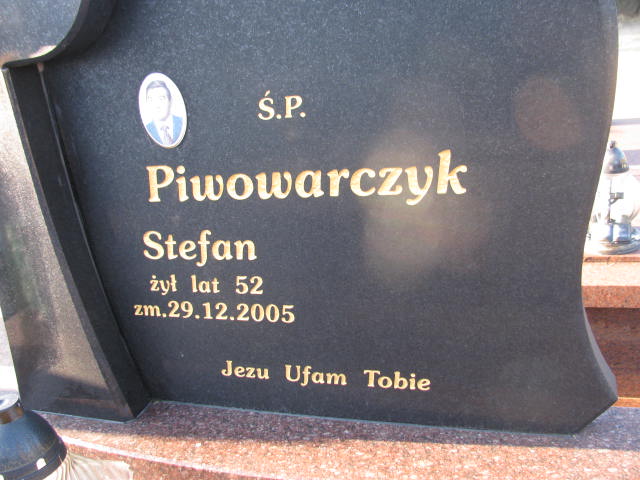 Ś.P.
Piwowarczyk
Stefan
żył lat 52
zm.29.12.2005
Jezu Ufam Tobie